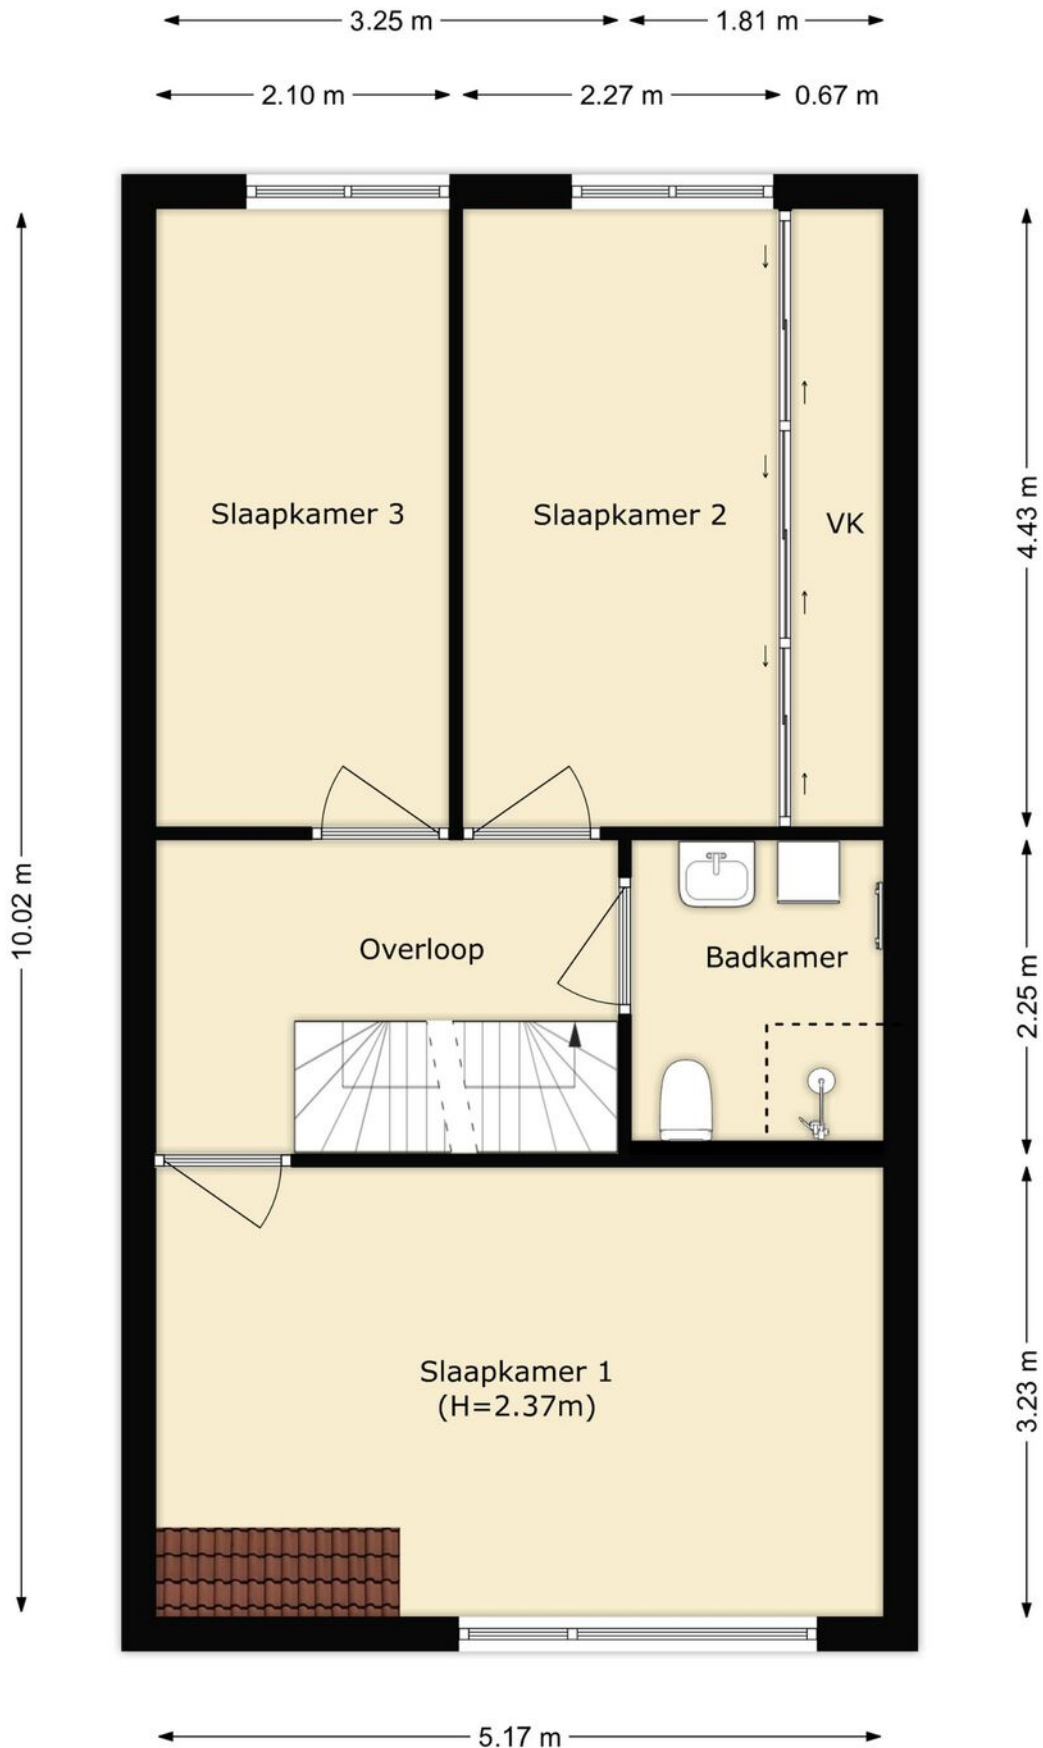 3.25 m
1.81 m
2.10 m
2.27 m
0.67 m
Slaapkamer 3
Slaapkamer 2
VK
4.43 m
10.02 m
Overloop
Badkamer
2.25 m
Slaapkamer 1
(H=2.37m)
3.23 m
5.17 m